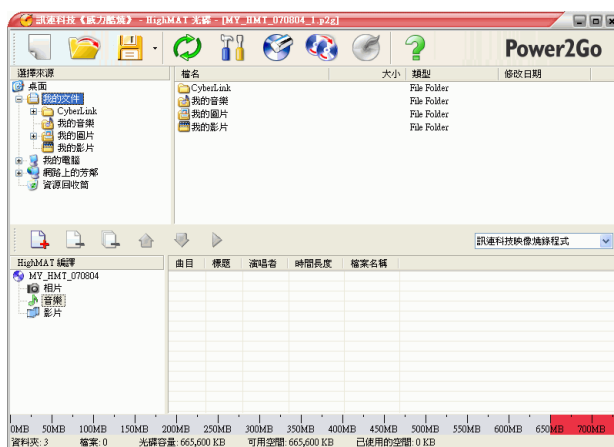 訊連科技《威力酷燒》 - HighMAT 光碟 - [MY_HMT_070804_1.p2g]
Power2Go
選擇來源
桌面
我的文件
CyberLink
我的音樂
我的圖片
我的影片
我的電腦
網路上的芳鄰
資源回收筒
檔名 大小 類型 修改日期
CyberLink File Folder
我的音樂 File Folder
我的圖片 File Folder
我的影片 File Folder
訊連科技映像燒錄程式
HighMAT 編譯
MY_HMT_070804
相片
音樂
影片
曲目 標題 演唱者 時間長度 檔案名稱
0MB 50MB 100MB 150MB 200MB 250MB 300MB 350MB 400MB 450MB 500MB 550MB 600MB 650MB 700MB
資料夾: 3 檔案: 0 光碟容量: 665,600 KB 可用空間: 665,600 KB 已使用的空間: 0 KB